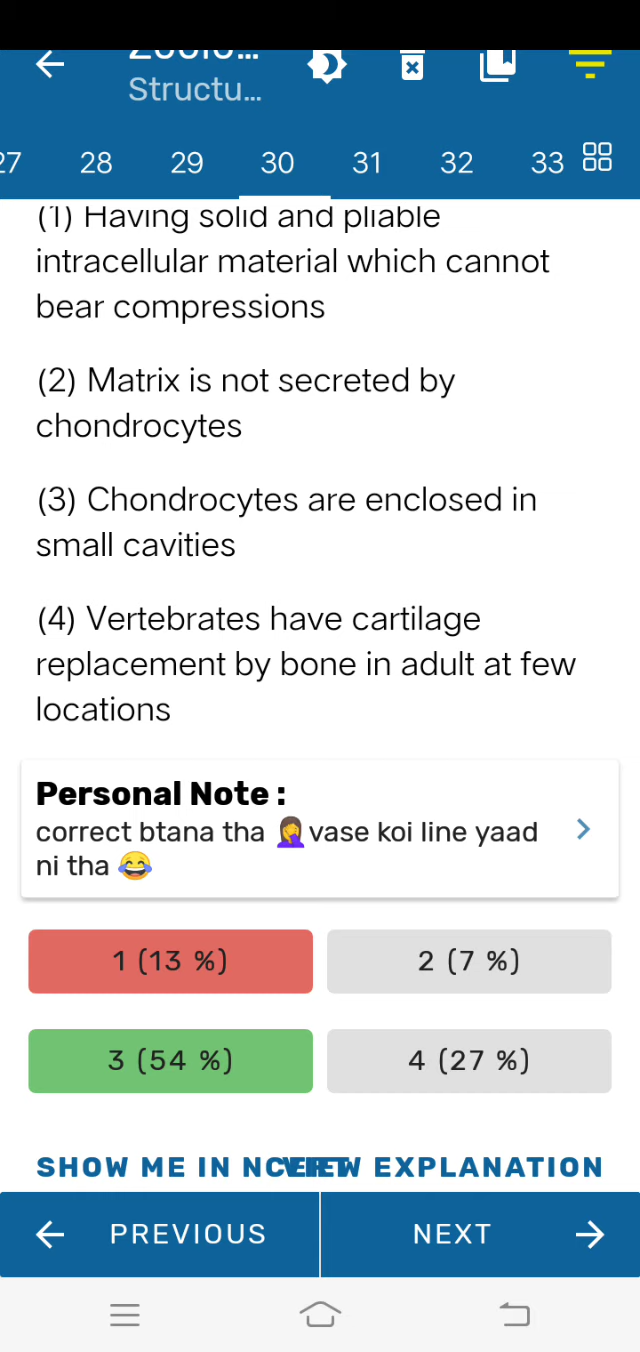 Structu...
27 28 29 30 31 32 33
(1) Having solid and pliable
intracellular material which cannot
bear compressions
(2) Matrix is not secreted by
chondrocytes
(3) Chondrocytes are enclosed in
small cavities
(4) Vertebrates have cartilage
replacement by bone in adult at few
locations
Personal Note :
correct btana tha 🤦‍♀️ vase koi line yaad
ni tha 😂
1 (13 %) 2 (7 %)
3 (54 %) 4 (27 %)
SHOW ME IN NCERT VIEW EXPLANATION
PREVIOUS NEXT